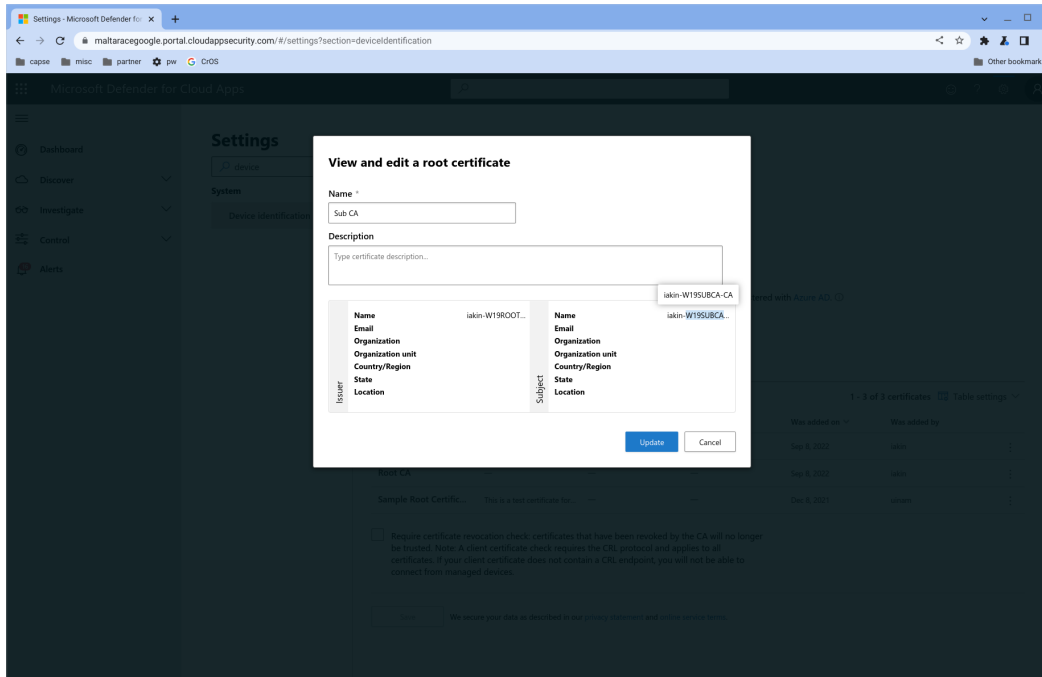 Settings - Microsoft Defender for
maltaracegoogle.portal.cloudappsecurity.com/#/settings?section=deviceIdentification
capse misc partner pw CrOS Other bookmark
Microsoft Defender for Cloud Apps
Settings
Dashboard
device
Discover
System
Investigate
Device identification
Control
Alerts
View and edit a root certificate
Name *
Sub CA
Description
Type certificate description...
iakin-W19SUBCA-CA
ered with Azure AD.
Issuer
Name iakin-W19ROOT...
Email
Organization
Organization unit
Country/Region
State
Location
Subject
Name iakin-W19SUBCA...
Email
Organization
Organization unit
Country/Region
State
Location
Update Cancel
1 - 3 of 3 certificates Table settings
Was added on Was added by
Sep 8, 2022 iakin
Root CA — — — Sep 8, 2022 iakin
Sample Root Certific... This is a test certificate for... — — Dec 8, 2021
Require certificate revocation check: certificates that have been revoked by the CA will no longer
be trusted. Note: A client certificate check requires the CRL protocol and applies to all
certificates. If your client certificate does not contain a CRL endpoint, you will not be able to
connect from managed devices.
Save We secure your data as described in our privacy statement and online service terms.